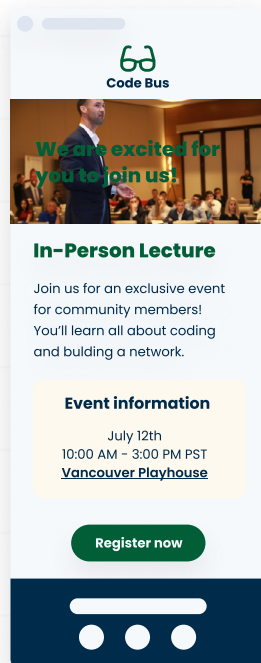 Code Bus
We are excited for
you to join us!
In-Person Lecture
Join us for an exclusive event
for community members!
You'll learn all about coding
and bulding a network.
Event information
July 12th
10:00 AM - 3:00 PM PST
Vancouver Playhouse
Register now